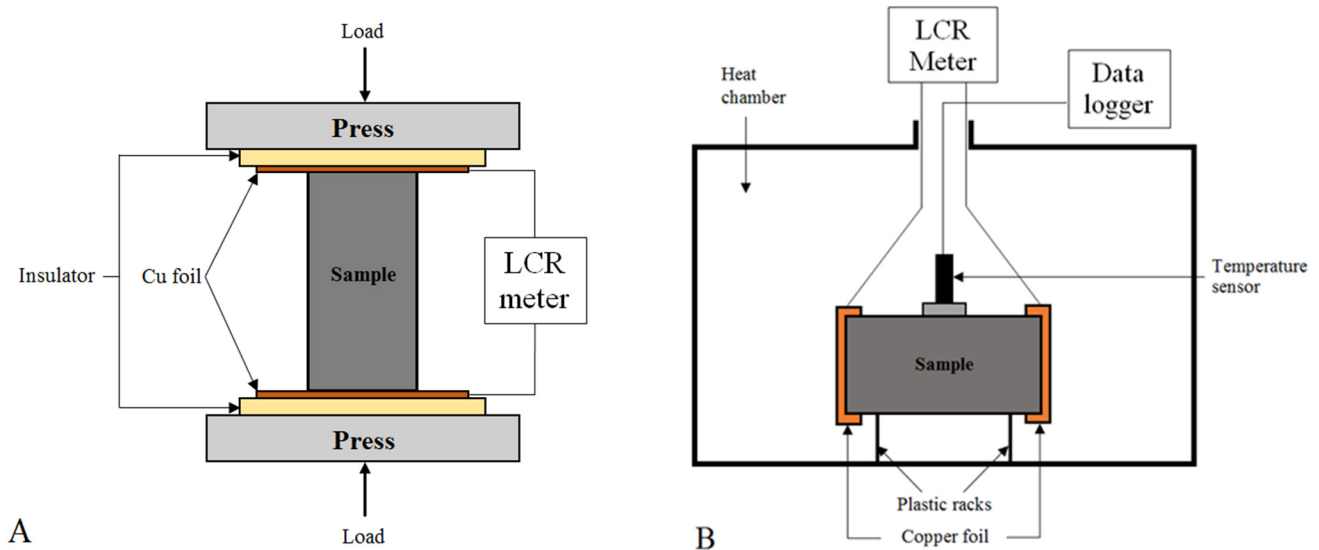 Load
Press
Insulator
Cu foil
Sample
LCR
meter
Press
Load
A
LCR
Meter
Data
logger
Heat
chamber
Temperature
sensor
Sample
Plastic racks
Copper foil
B